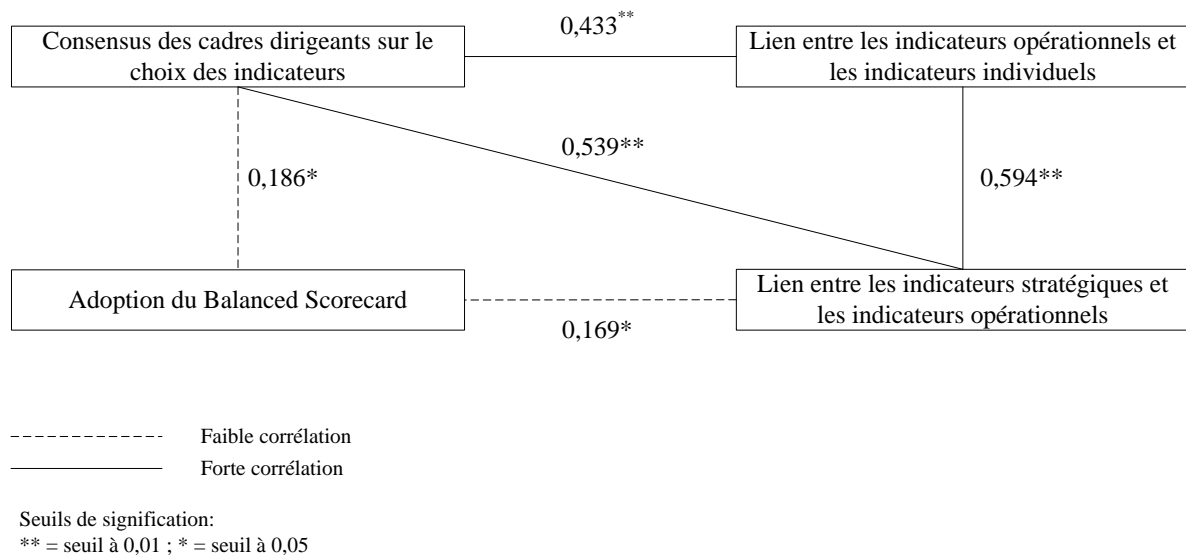 0,433**
Consensus des cadres dirigeants sur le
choix des indicateurs
Lien entre les indicateurs opérationnels et
les indicateurs individuels
0,539**
0,186*
0,594**
Adoption du Balanced Scorecard
Lien entre les indicateurs stratégiques et
les indicateurs opérationnels
0,169*
Faible corrélation
Forte corrélation
Seuils de signification:
** = seuil à 0,01 ; * = seuil à 0,05